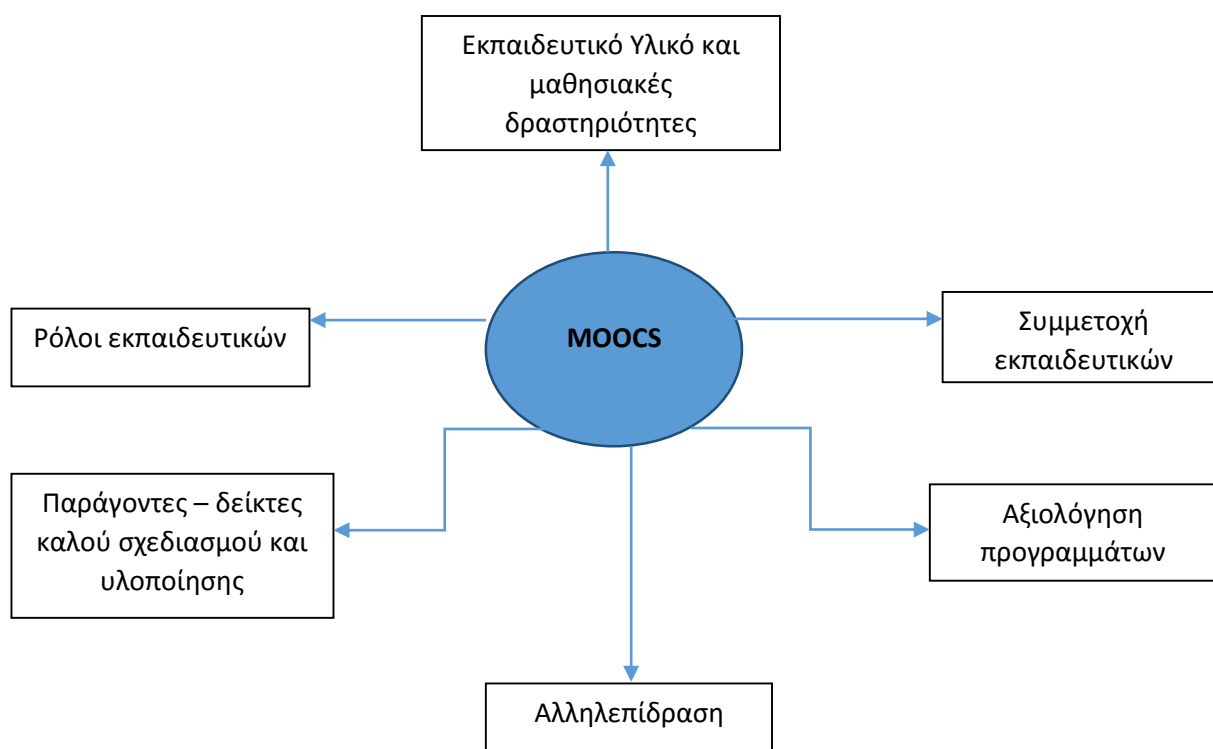 Εκπαιδευτικό Υλικό και
μαθησιακές
δραστηριότητες
Ρόλοι εκπαιδευτικών
MOOCS
Συμμετοχή
εκπαιδευτικών
Παράγοντες – δείκτες
καλού σχεδιασμού και
υλοποίησης
Αξιολόγηση
προγραμμάτων
Αλληλεπίδραση